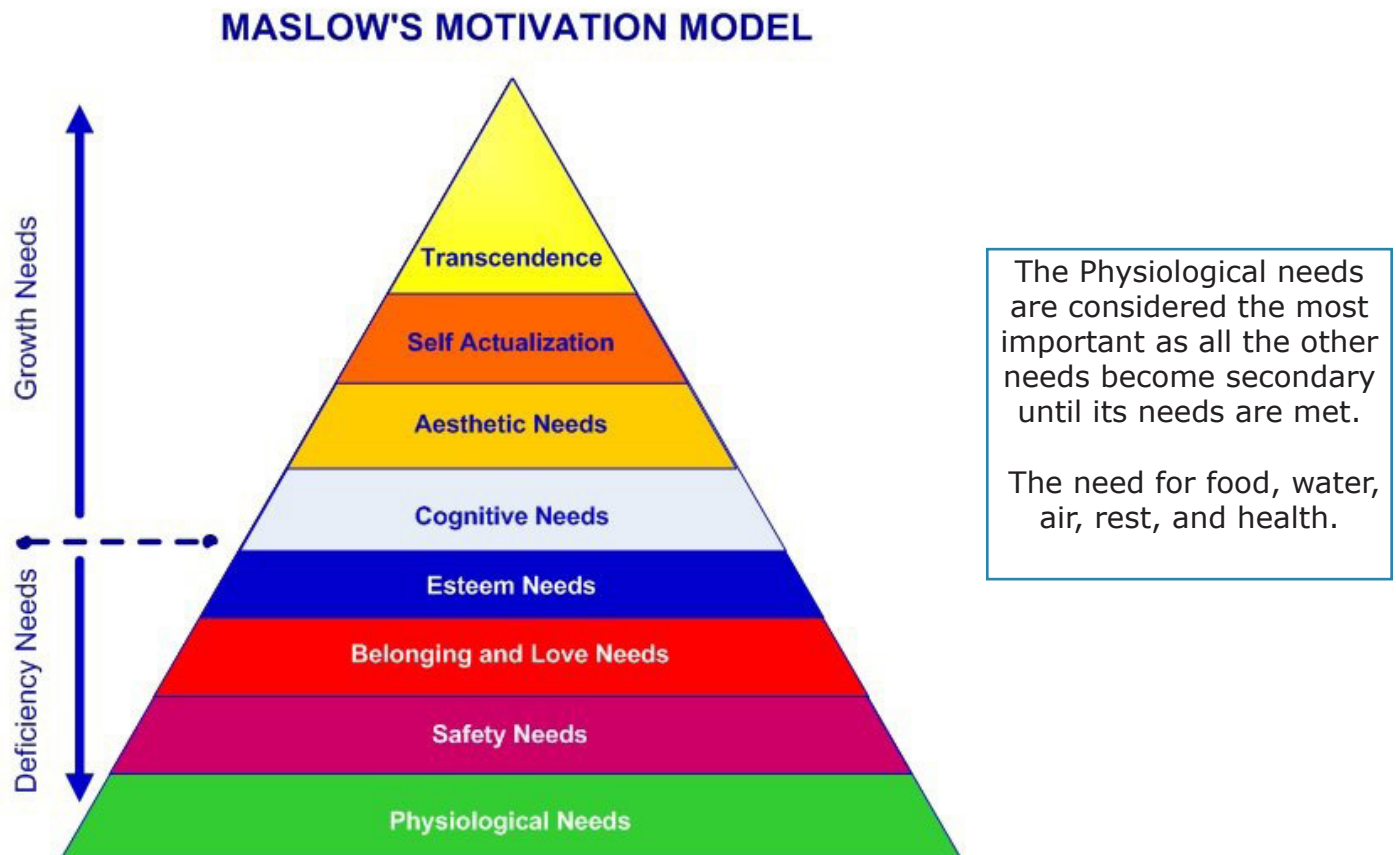 MASLOW'S MOTIVATION MODEL
Growth Needs
Deficiency Needs
Transcendence
Self Actualization
Aesthetic Needs
Cognitive Needs
Esteem Needs
Belonging and Love Needs
Safety Needs
Physiological Needs
The Physiological needs
are considered the most
important as all the other
needs become secondary
until its needs are met.
The need for food, water,
air, rest, and health.